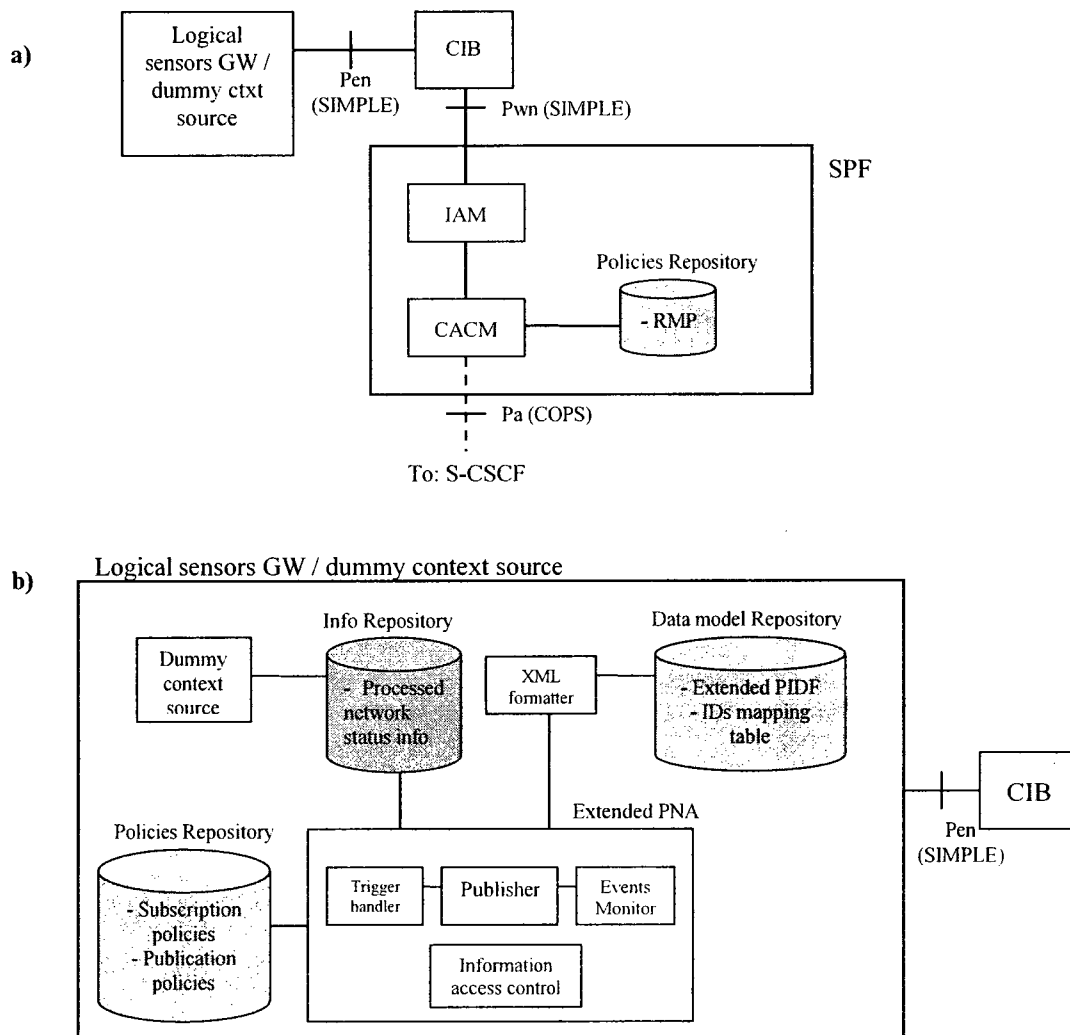 a)
Logical
sensors GW /
dummy ctxt
source
Pen
(SIMPLE)
CIB
Pwn (SIMPLE)
SPF
IAM
Policies Repository
- RMP
CACM
Pa (COPS)
To: S-CSCF
b)
Logical sensors GW / dummy context source
Info Repository
Data model Repository
Dummy
context
source
- Processed
network
status info
XML
formatter
- Extended PIDF
- IDs mapping
table
CIB
Pen
(SIMPLE)
Extended PNA
Policies Repository
- Subscription
policies
- Publication
policies
Trigger
handler
Publisher
Events
Monitor
Information
access control